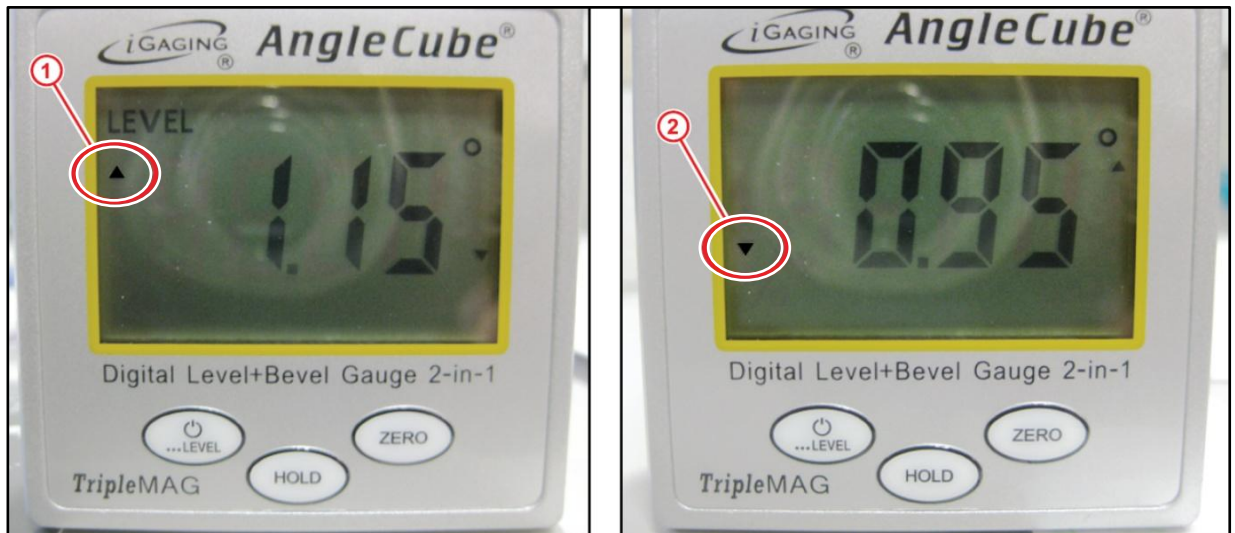 iGAGING® AngleCube®
1
LEVEL
▲
1.15°
▼
Digital Level+Bevel Gauge 2-in-1
...LEVEL
ZERO
HOLD
TripleMAG
iGAGING® AngleCube®
2
0.95°
▲
▼
Digital Level+Bevel Gauge 2-in-1
...LEVEL
ZERO
HOLD
TripleMAG